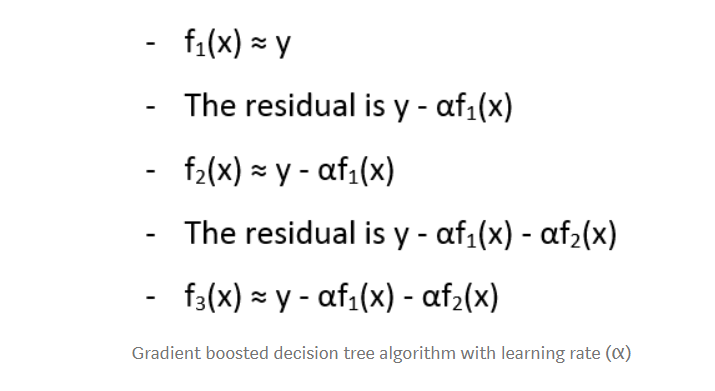 - f₁(x) ≈ y
- The residual is y - αf₁(x)
- f₂(x) ≈ y - αf₁(x)
- The residual is y - αf₁(x) - αf₂(x)
- f₃(x) ≈ y - αf₁(x) - αf₂(x)
Gradient boosted decision tree algorithm with learning rate (α)